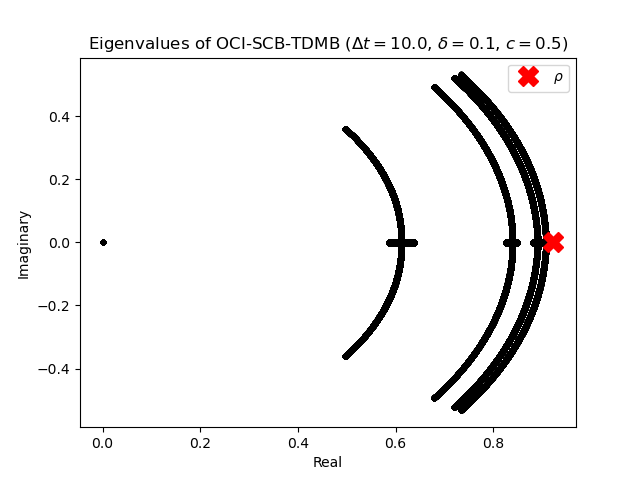 Eigenvalues of OCI-SCB-TDMB (Δt = 10.0, δ = 0.1, c = 0.5)
ρ
0.4
0.2
0.0
−0.2
−0.4
Imaginary
0.0 0.2 0.4 0.6 0.8
Real